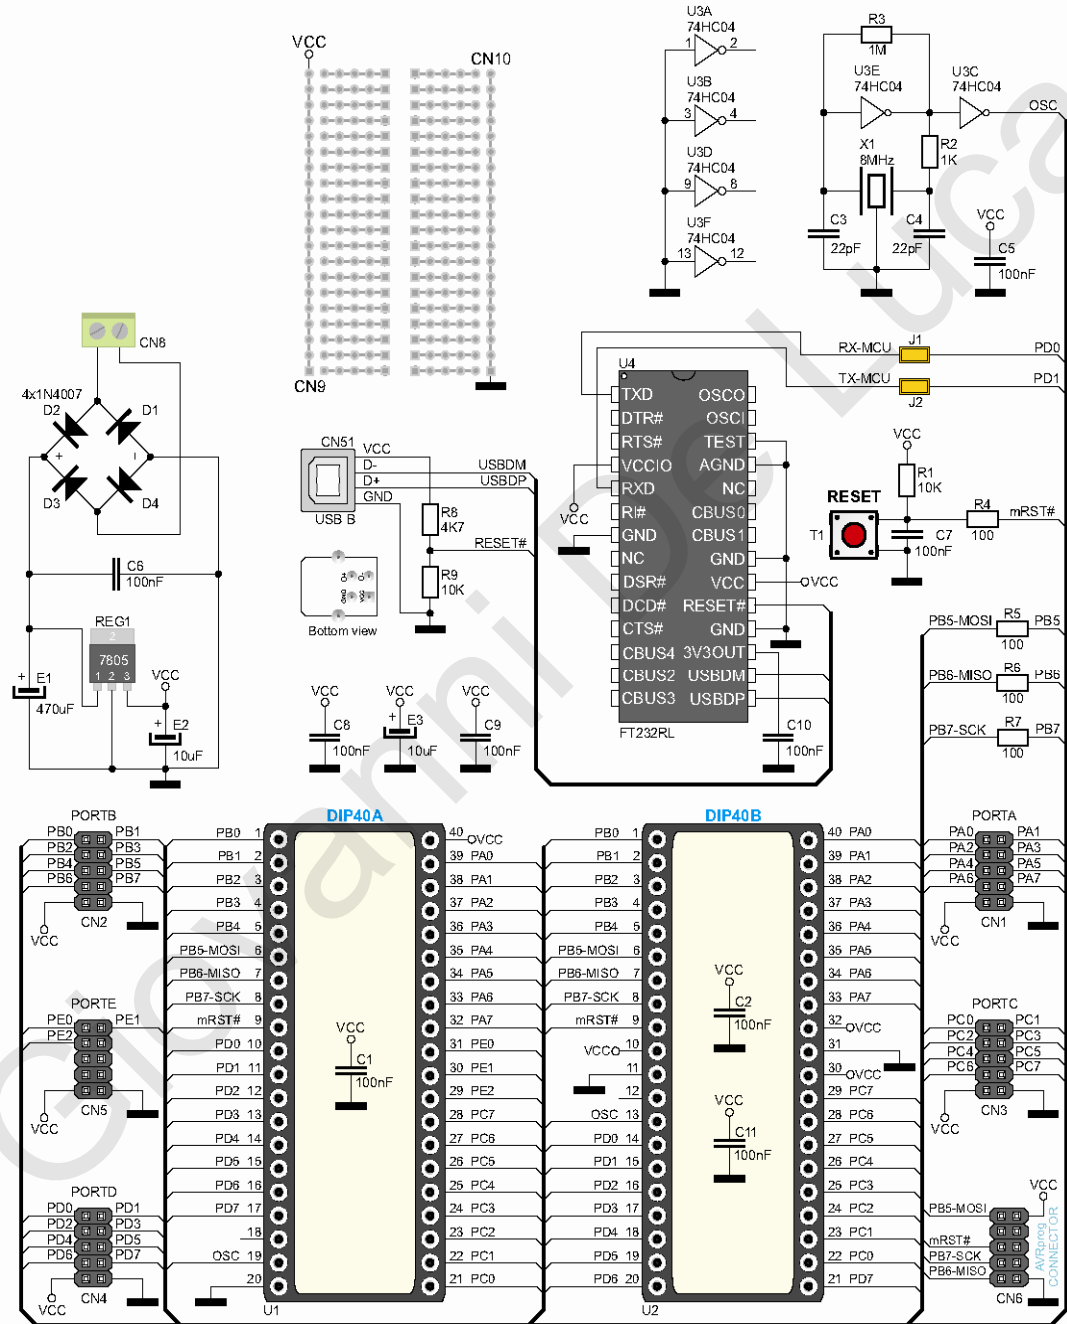 VCC
CN10
CN9
U3A
74HC04
1 2
U3B
74HC04
3 4
U3D
74HC04
9 8
U3F
74HC04
13 12
R3
1M
U3E
74HC04
U3C
74HC04
OSC
X1
8MHz
R2
1K
C3
22pF
C4
22pF
VCC
C5
100nF
CN8
4x1N4007
D2 D1
+ -
D3 D4
C6
100nF
REG1
2
7805
1 2 3
VCC
+ E1
470uF
+ E2
10uF
CN51
USB B
VCC
D-
D+
GND
USBDM
USBDP
R8
4K7
RESET#
R9
10K
D+ D-
GND VCC
Bottom view
VCC
C8
100nF
VCC
+ E3
10uF
VCC
C9
100nF
U4
TXD OSCO
DTR# OSCI
RTS# TEST
VCCIO AGND
RXD NC
RI# CBUS0
GND CBUS1
NC GND
DSR# VCC
DCD# RESET#
CTS# GND
CBUS4 3V3OUT
CBUS2 USBDM
CBUS3 USBDP
FT232RL
VCC
VCC
C10
100nF
RX-MCU J1 PD0
TX-MCU J2 PD1
VCC
R1
10K
RESET
T1
C7
100nF
R4
100
mRST#
PB5-MOSI R5 100 PB5
PB6-MISO R6 100 PB6
PB7-SCK R7 100 PB7
PORTB
PB0 PB1
PB2 PB3
PB4 PB5
PB6 PB7
VCC
CN2
PORTE
PE0 PE1
PE2
VCC
CN5
PORTD
PD0 PD1
PD2 PD3
PD4 PD5
PD6 PD7
VCC
CN4
DIP40A
PB0 1 40 VCC
PB1 2 39 PA0
PB2 3 38 PA1
PB3 4 37 PA2
PB4 5 36 PA3
PB5-MOSI 6 35 PA4
PB6-MISO 7 34 PA5
PB7-SCK 8 33 PA6
mRST# 9 32 PA7
PD0 10 31 PE0
PD1 11 30 PE1
PD2 12 29 PE2
PD3 13 28 PC7
PD4 14 27 PC6
PD5 15 26 PC5
PD6 16 25 PC4
PD7 17 24 PC3
18 23 PC2
OSC 19 22 PC1
20 21 PC0
U1
VCC
C1
100nF
DIP40B
PB0 1 40 PA0
PB1 2 39 PA1
PB2 3 38 PA2
PB3 4 37 PA3
PB4 5 36 PA4
PB5-MOSI 6 35 PA5
PB6-MISO 7 34 PA6
PB7-SCK 8 33 PA7
mRST# 9 32 VCC
VCC 10 31
11 30 VCC
12 29 PC7
OSC 13 28 PC6
PD0 14 27 PC5
PD1 15 26 PC4
PD2 16 25 PC3
PD3 17 24 PC2
PD4 18 23 PC1
PD5 19 22 PC0
PD6 20 21 PD7
U2
VCC
C2
100nF
VCC
C11
100nF
PORTA
PA0 PA1
PA2 PA3
PA4 PA5
PA6 PA7
VCC
CN1
PORTC
PC0 PC1
PC2 PC3
PC4 PC5
PC6 PC7
VCC
CN3
VCC
PB5-MOSI
mRST#
PB7-SCK
PB6-MISO
CN6
AVRprog
CONNECTOR
Giovanni De Luca